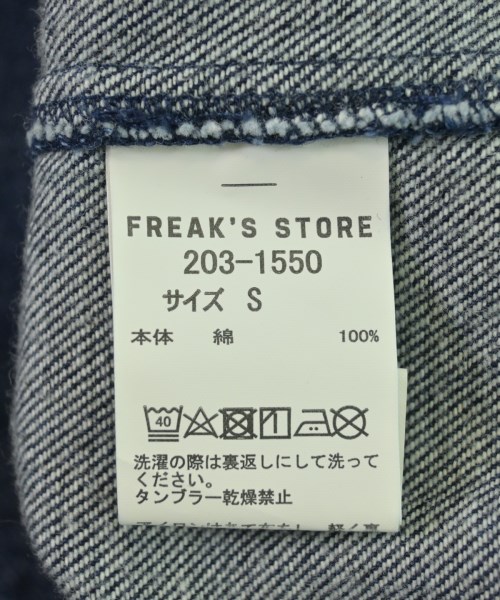 FREAK'S STORE
203-1550
サイズ S
本体 綿 100%
40
洗濯の際は裏返しにして洗って
ください。
タンブラー乾燥禁止